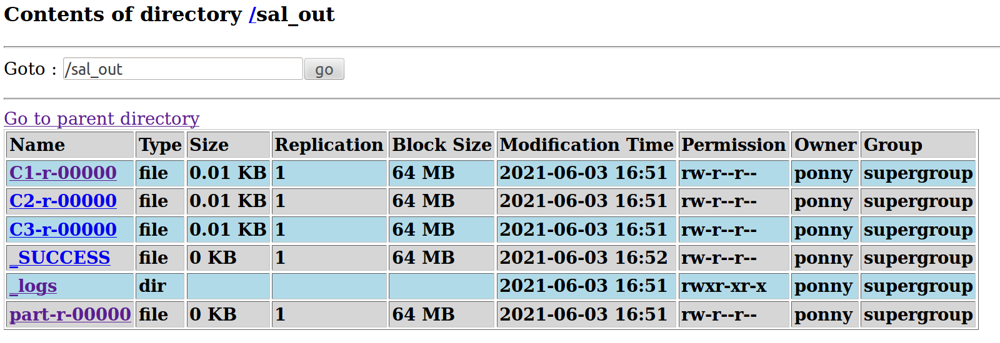 Contents of directory /sal_out
Goto : /sal_out go
Go to parent directory
Name Type Size Replication Block Size Modification Time Permission Owner Group
C1-r-00000 file 0.01 KB 1 64 MB 2021-06-03 16:51 rw-r--r-- ponny supergroup
C2-r-00000 file 0.01 KB 1 64 MB 2021-06-03 16:51 rw-r--r-- ponny supergroup
C3-r-00000 file 0.01 KB 1 64 MB 2021-06-03 16:51 rw-r--r-- ponny supergroup
_SUCCESS file 0 KB 1 64 MB 2021-06-03 16:52 rw-r--r-- ponny supergroup
_logs dir 2021-06-03 16:51 rwxr-xr-x ponny supergroup
part-r-00000 file 0 KB 1 64 MB 2021-06-03 16:51 rw-r--r-- ponny supergroup